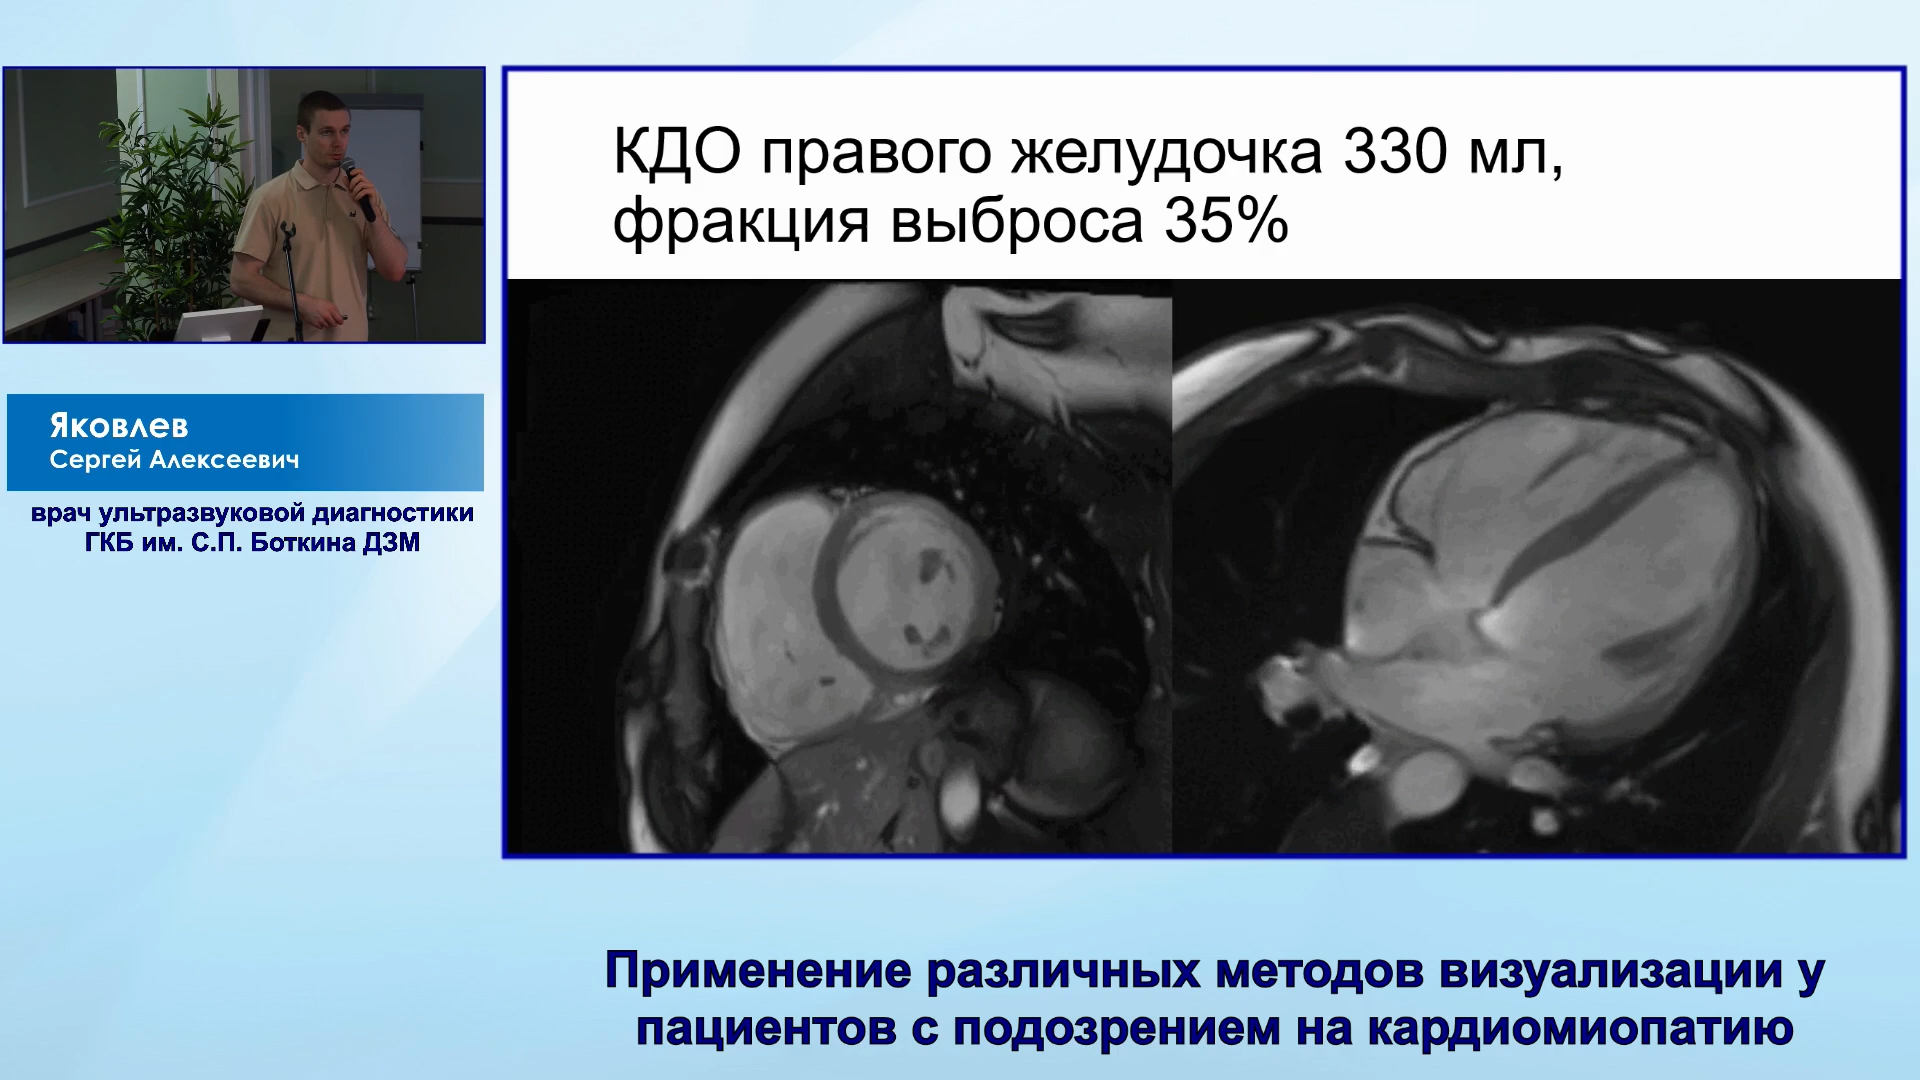 КДО правого желудочка 330 мл,
фракция выброса 35%
Яковлев
Сергей Алексеевич
врач ультразвуковой диагностики
ГКБ им. С.П. Боткина ДЗМ
Применение различных методов визуализации у
пациентов с подозрением на кардиомиопатию